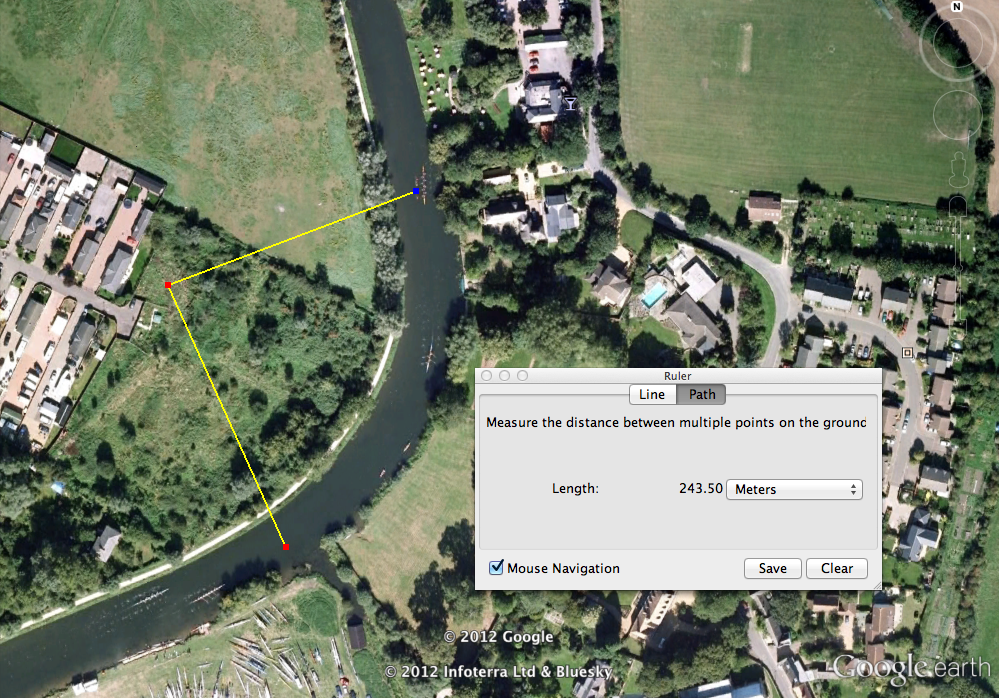 N
Ruler
Line Path
Measure the distance between multiple points on the ground
Length: 243.50 Meters
Mouse Navigation Save Clear
© 2012 Google
© 2012 Infoterra Ltd & Bluesky
Google earth